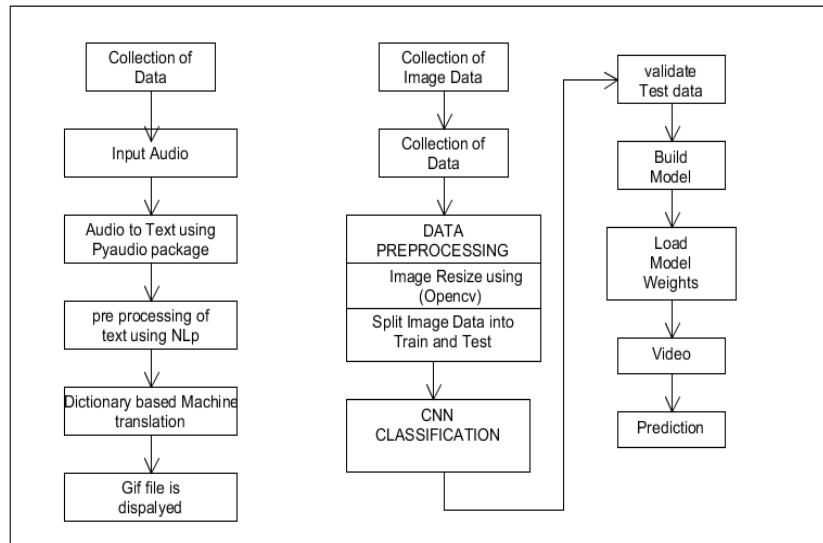 Collection of
Data
Input Audio
Audio to Text using
Pyaudio package
pre processing of
text using NLp
Dictionary based Machine
translation
Gif file is
dispalyed
Collection of
Image Data
Collection of
Data
DATA
PREPROCESSING
Image Resize using
(Opencv)
Split Image Data into
Train and Test
CNN
CLASSIFICATION
validate
Test data
Build
Model
Load
Model
Weights
Video
Prediction